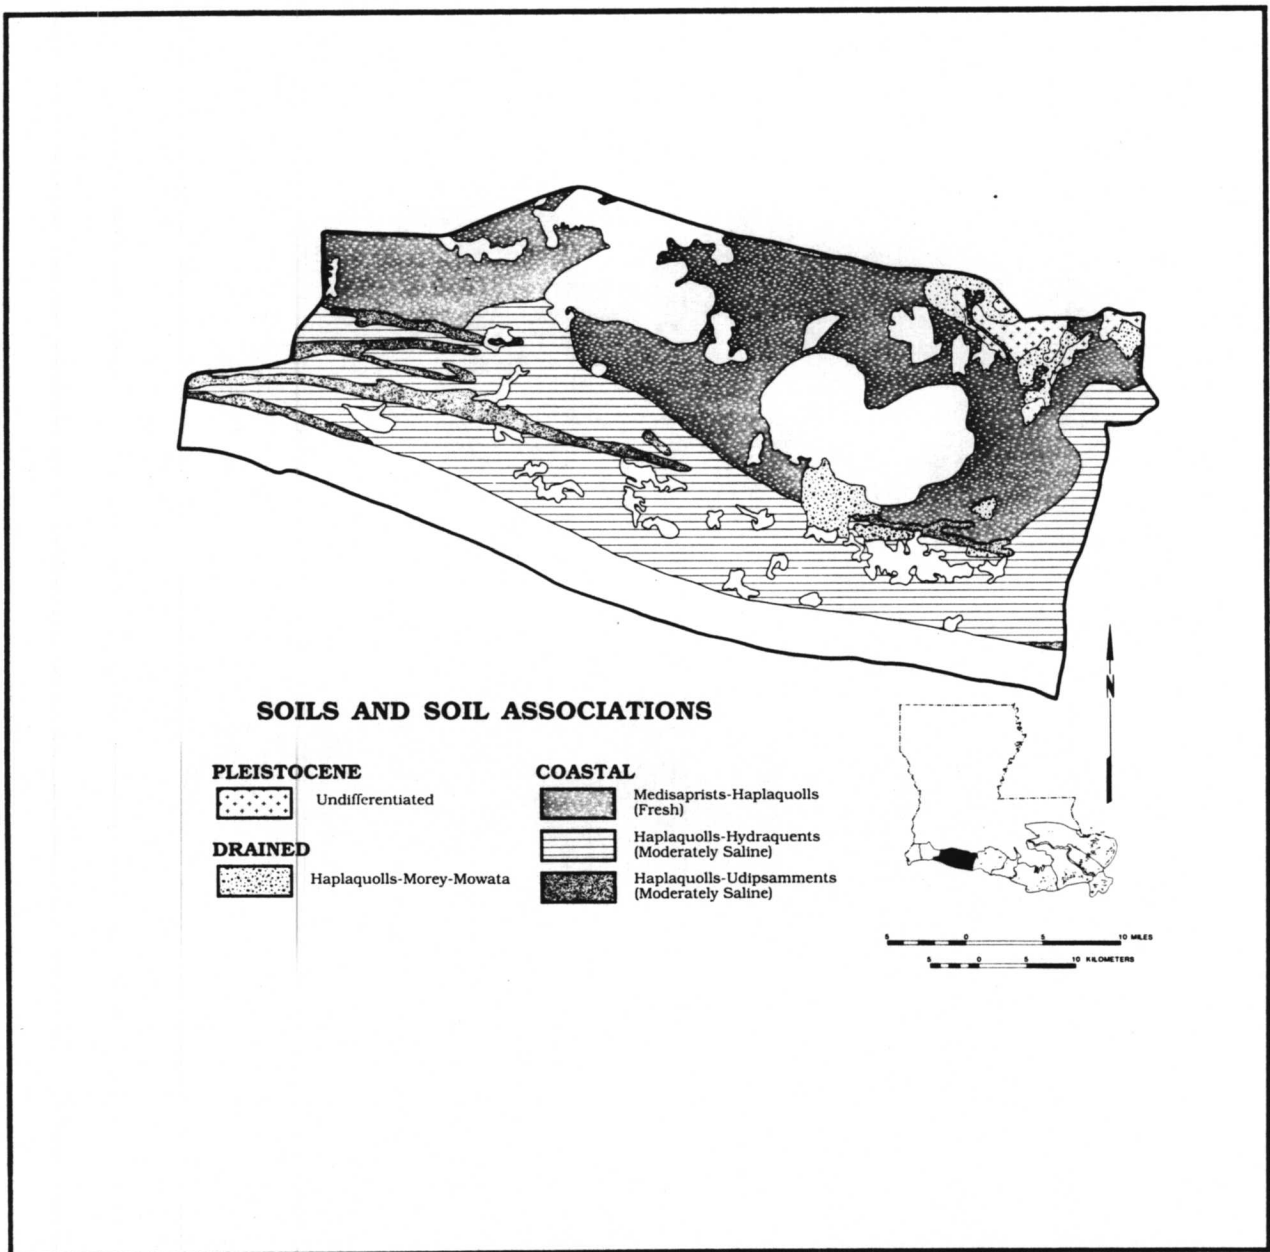 N
SOILS AND SOIL ASSOCIATIONS
PLEISTOCENE
Undifferentiated
DRAINED
Haplaquolls-Morey-Mowata
COASTAL
Medisaprists-Haplaquolls
(Fresh)
Haplaquolls-Hydraquents
(Moderately Saline)
Haplaquolls-Udipsamments
(Moderately Saline)
5 0 5 10 MILES
5 0 5 10 KILOMETERS